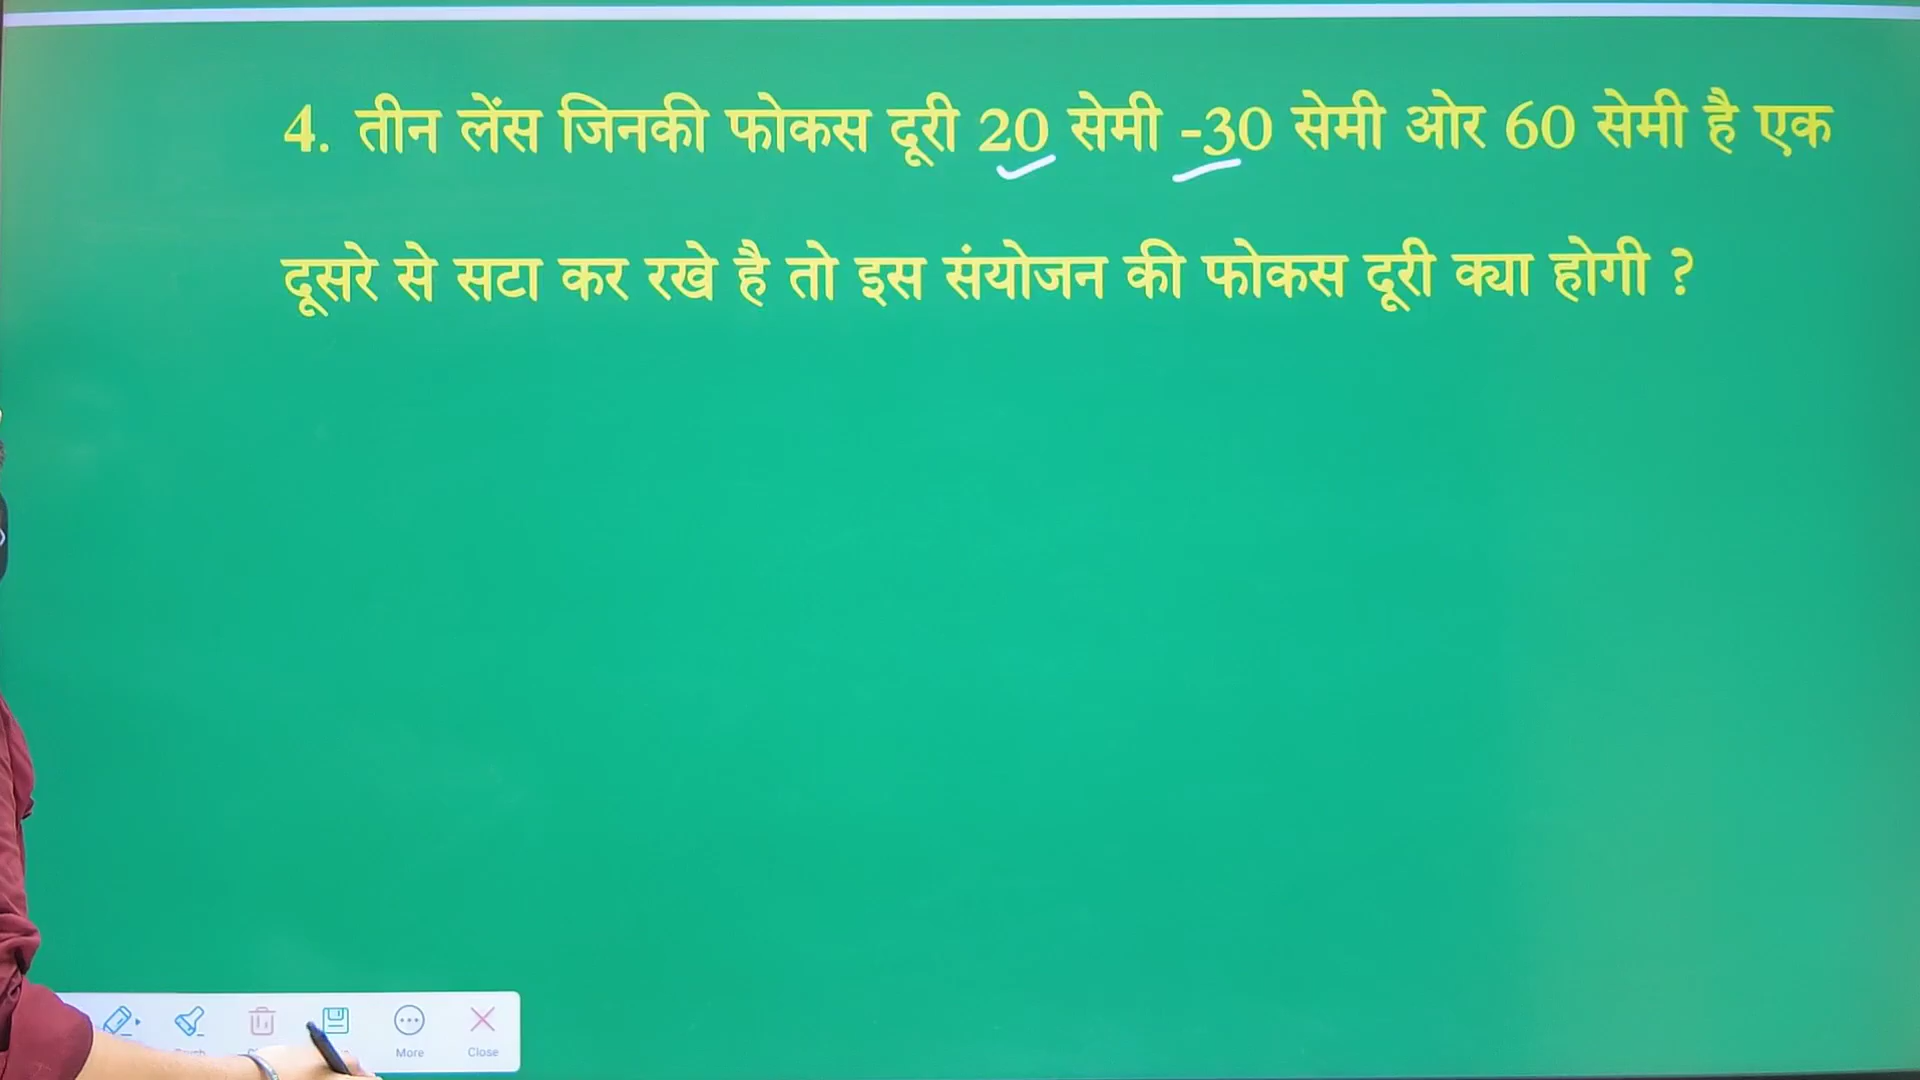 4. तीन लेंस जिनकी फोकस दूरी 20 सेमी -30 सेमी ओर 60 सेमी है एक
दूसरे से सटा कर रखे है तो इस संयोजन की फोकस दूरी क्या होगी ?
More
Close